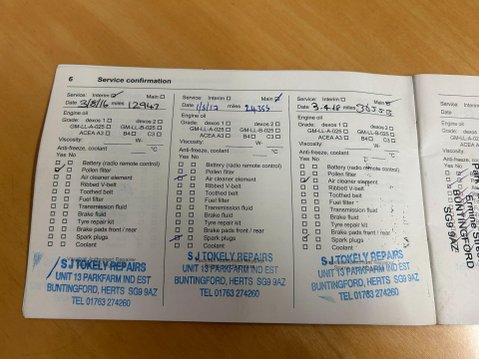 6 Service confirmation
Service: Interim ☑ Main ☐
Date 3/8/16 miles 12947
Engine oil
Grade: dexos 1 ☐ dexos 2 ☐
GM-LL-A-025 ☐ GM-LL-B-025 ☐
ACEA A3 ☐ B4 ☐ C3 ☐
Viscosity: W-
Anti-freeze, coolant °C
Yes No
Battery (radio remote control)
Pollen filter
Air cleaner element
Ribbed V-belt
Toothed belt
Fuel filter
Transmission fluid
Brake fluid
Tyre repair kit
Brake pads front / rear
Spark plugs
Coolant
S J TOKELY REPAIRS
UNIT 13 PARKFARM IND EST
BUNTINGFORD, HERTS SG9 9AZ
TEL 01763 274260
Service: Interim ☐ Main ☑
Date 1/8/17 miles 24355
Engine oil
Grade: dexos 1 ☐ dexos 2 ☐
GM-LL-A-025 ☐ GM-LL-B-025 ☐
ACEA A3 ☐ B4 ☐ C3 ☐
Viscosity: W-
Anti-freeze, coolant °C
Yes No
Battery (radio remote control)
Pollen filter
Air cleaner element
Ribbed V-belt
Toothed belt
Fuel filter
Transmission fluid
Brake fluid
Tyre repair kit
Brake pads front / rear
Spark plugs
Coolant
S J TOKELY REPAIRS
UNIT 13 PARKFARM IND EST
BUNTINGFORD, HERTS SG9 9AZ
TEL 01763 274260
Service: Interim ☐ Main ☑
Date miles
Engine oil
Grade: dexos 1 ☐ dexos 2 ☐
GM-LL-A-025 ☐ GM-LL-B-025 ☐
ACEA A3 ☐ B4 ☐ C3 ☐
Viscosity: W-
Anti-freeze, coolant °C
Yes No
Battery (radio remote control)
Pollen filter
Air cleaner element
Ribbed V-belt
Toothed belt
Fuel filter
Transmission fluid
Brake fluid
Tyre repair kit
Brake pads front / rear
Spark plugs
Coolant
S J TOKELY REPAIRS
UNIT 13 PARKFARM IND EST
BUNTINGFORD, HERTS SG9 9AZ
TEL 01763 274260
BUNTINGFORD
SG9 9AZ